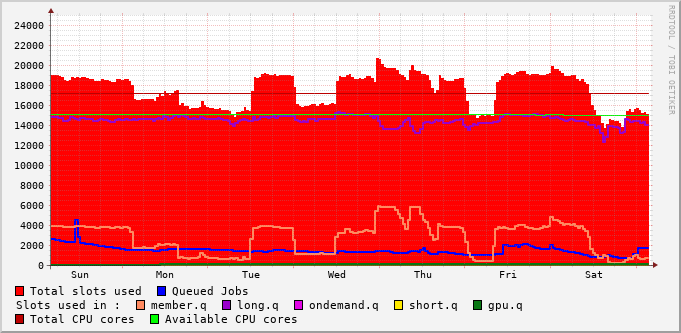 24000
22000
20000
18000
16000
14000
12000
10000
8000
6000
4000
2000
0
Sun Mon Tue Wed Thu Fri Sat
RRDTOOL / TOBI OETIKER
Total slots used Queued Jobs
Slots used in : member.q long.q ondemand.q short.q gpu.q
Total CPU cores Available CPU cores